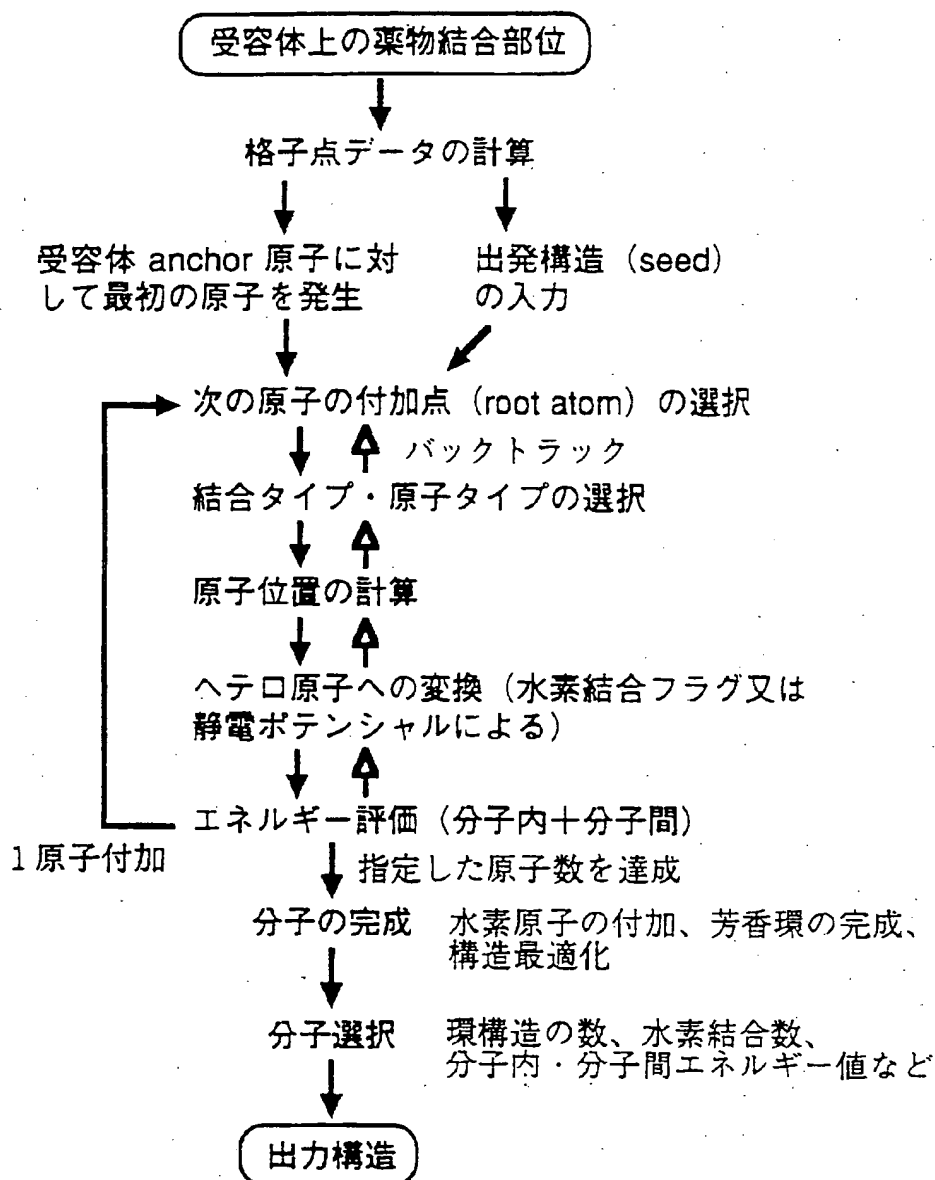 受容体上の薬物結合部位
格子点データの計算
受容体 anchor 原子に対
して最初の原子を発生
出発構造（seed）
の入力
次の原子の付加点（root atom）の選択
バックトラック
結合タイプ・原子タイプの選択
原子位置の計算
ヘテロ原子への変換（水素結合フラグ又は
静電ポテンシャルによる）
エネルギー評価（分子内＋分子間）
1原子付加
指定した原子数を達成
分子の完成
水素原子の付加、芳香環の完成、
構造最適化
分子選択
環構造の数、水素結合数、
分子内・分子間エネルギー値など
出力構造